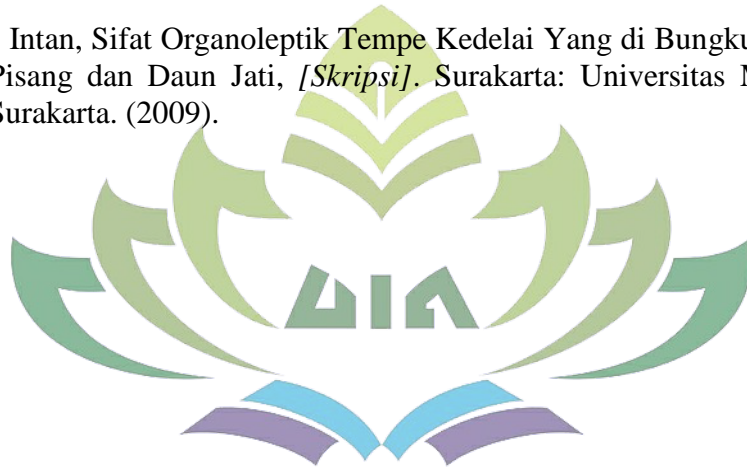 Intan, Sifat Organoleptik Tempe Kedelai Yang di Bungku
Pisang dan Daun Jati, [Skripsi]. Surakarta: Universitas M
Surakarta. (2009).
UIN